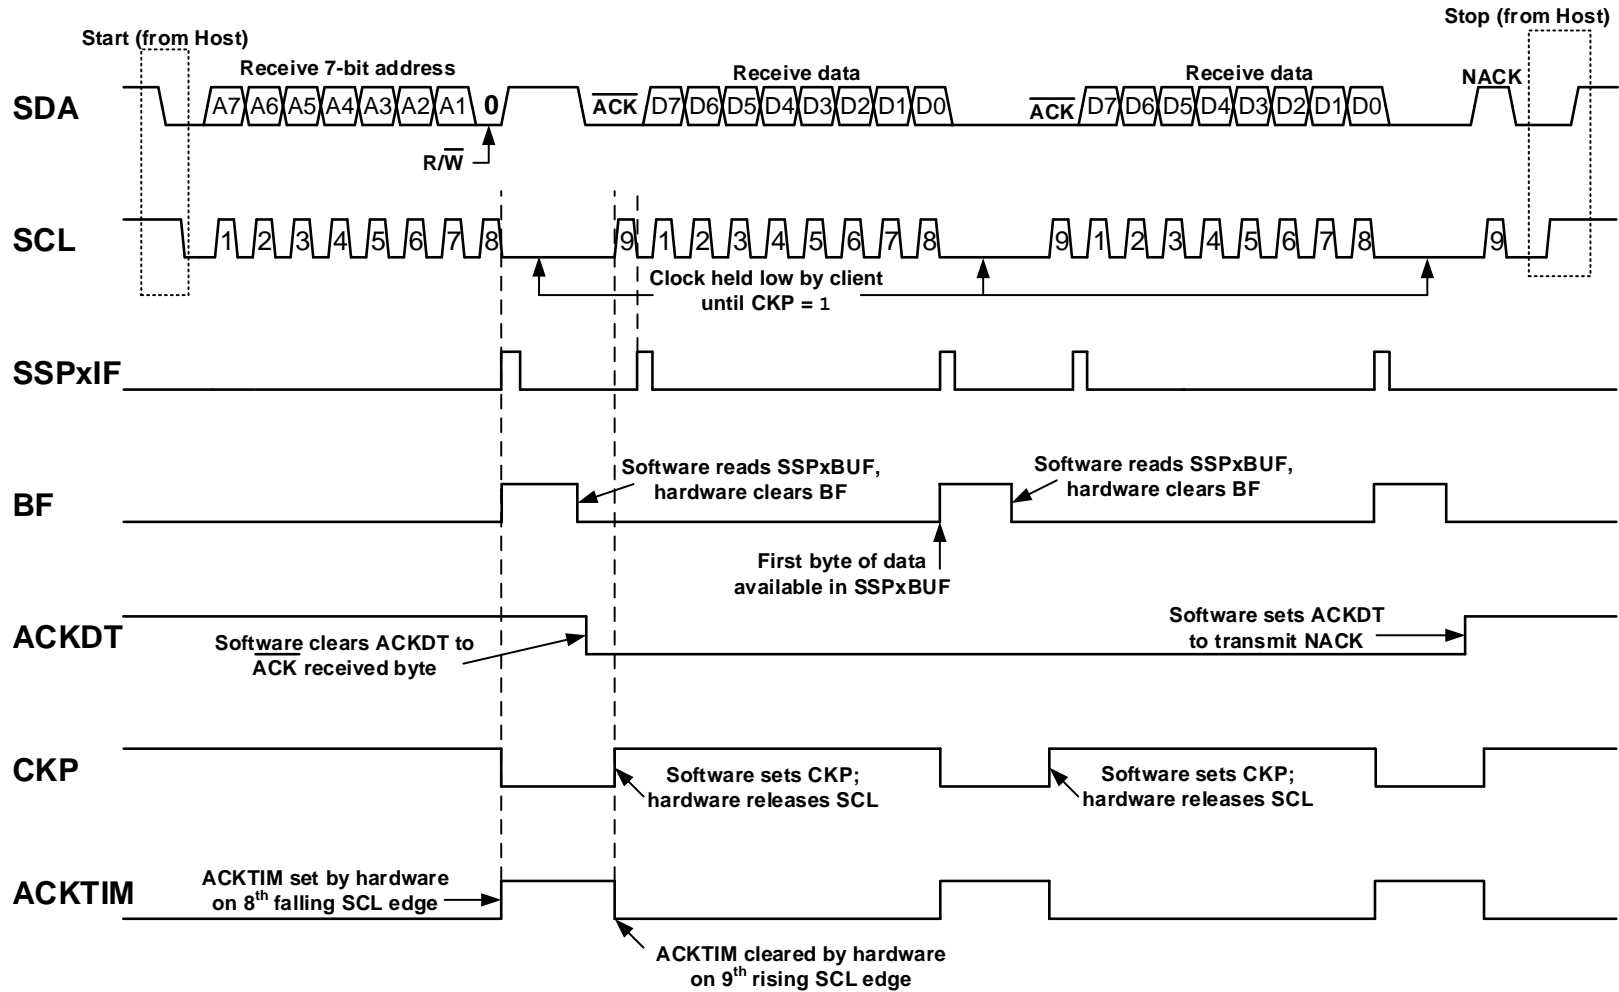 Stop (from Host)
Start (from Host)
Receive 7-bit address
Receive data
Receive data
NACK
SDA
A7 A6 A5 A4 A3 A2 A1 0
ACK
D7 D6 D5 D4 D3 D2 D1 D0
ACK
D7 D6 D5 D4 D3 D2 D1 D0
R/W
SCL
1 2 3 4 5 6 7 8 9 1 2 3 4 5 6 7 8 9 1 2 3 4 5 6 7 8 9
Clock held low by client
until CKP = 1
SSPxIF
BF
Software reads SSPxBUF,
hardware clears BF
Software reads SSPxBUF,
hardware clears BF
First byte of data
available in SSPxBUF
ACKDT
Software clears ACKDT to
ACK received byte
Software sets ACKDT
to transmit NACK
CKP
Software sets CKP;
hardware releases SCL
Software sets CKP;
hardware releases SCL
ACKTIM
ACKTIM set by hardware
on 8th falling SCL edge
ACKTIM cleared by hardware
on 9th rising SCL edge